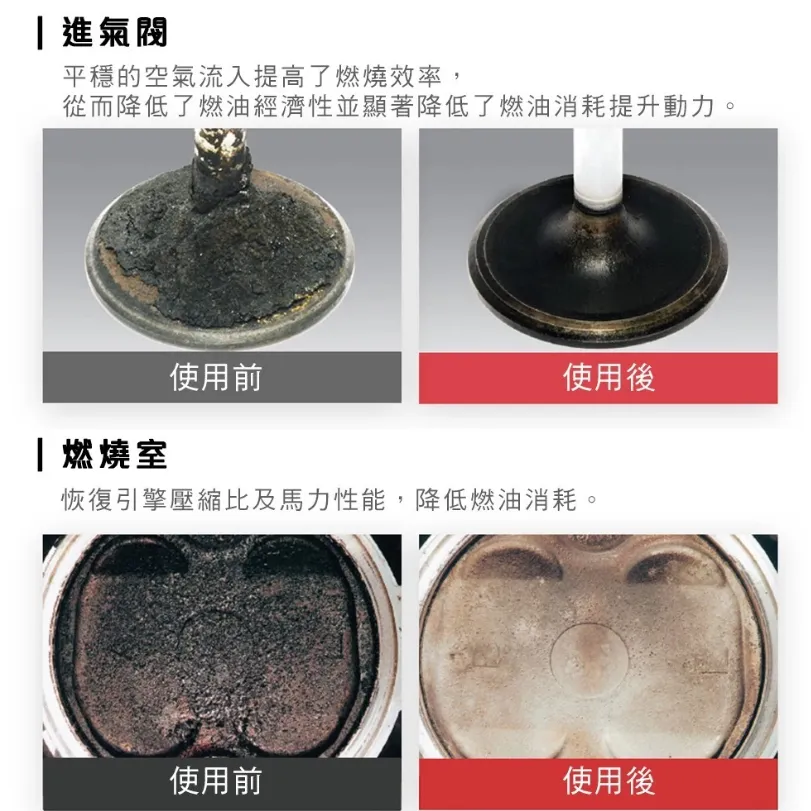 進氣閥
平穩的空氣流入提高了燃燒效率，
從而降低了燃油經濟性並顯著降低了燃油消耗提升動力。
使用前
使用後
燃燒室
恢復引擎壓縮比及馬力性能，降低燃油消耗。
使用前
使用後